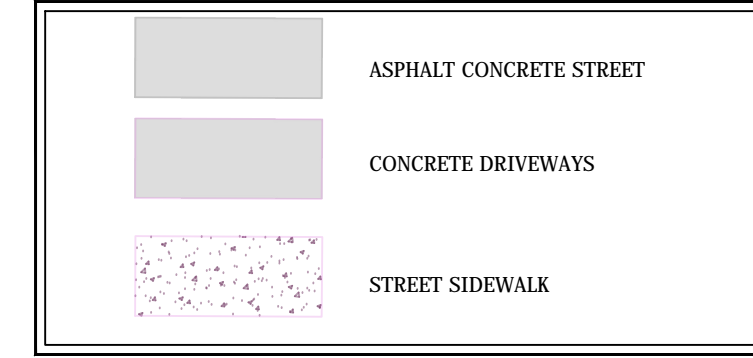 ASPHALT CONCRETE STREET
CONCRETE DRIVEWAYS
STREET SIDEWALK